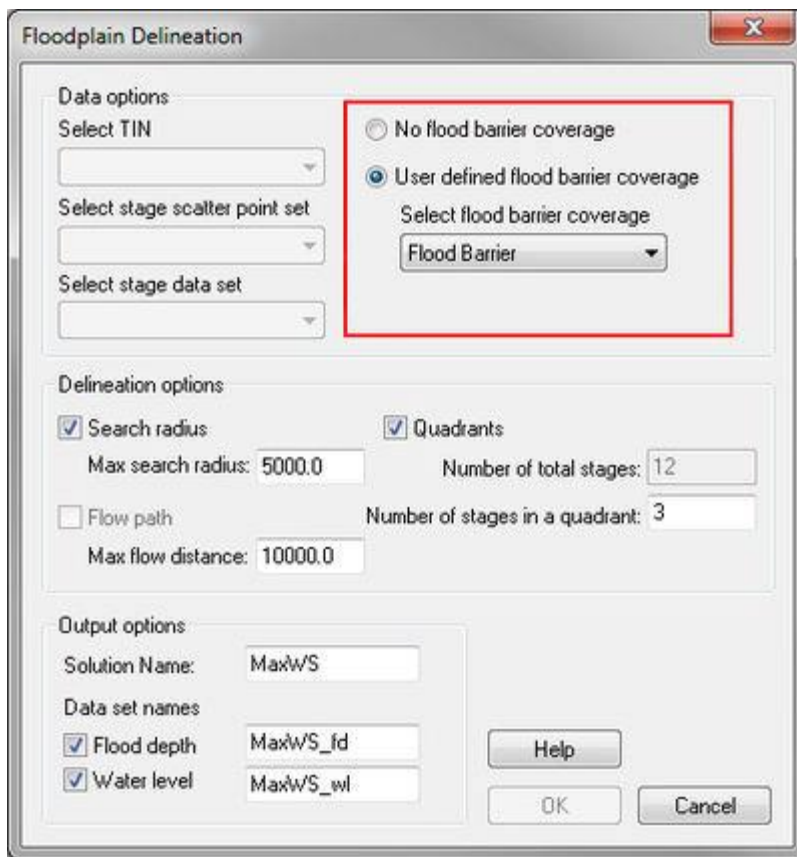 Floodplain Delineation
Data options
Select TIN
Select stage scatter point set
Select stage data set
No flood barrier coverage
User defined flood barrier coverage
Select flood barrier coverage
Flood Barrier
Delineation options
Search radius
Max search radius: 5000.0
Flow path
Max flow distance: 10000.0
Quadrants
Number of total stages: 12
Number of stages in a quadrant: 3
Output options
Solution Name: MaxWS
Data set names
Flood depth MaxWS_fd
Water level MaxWS_wl
Help
OK Cancel